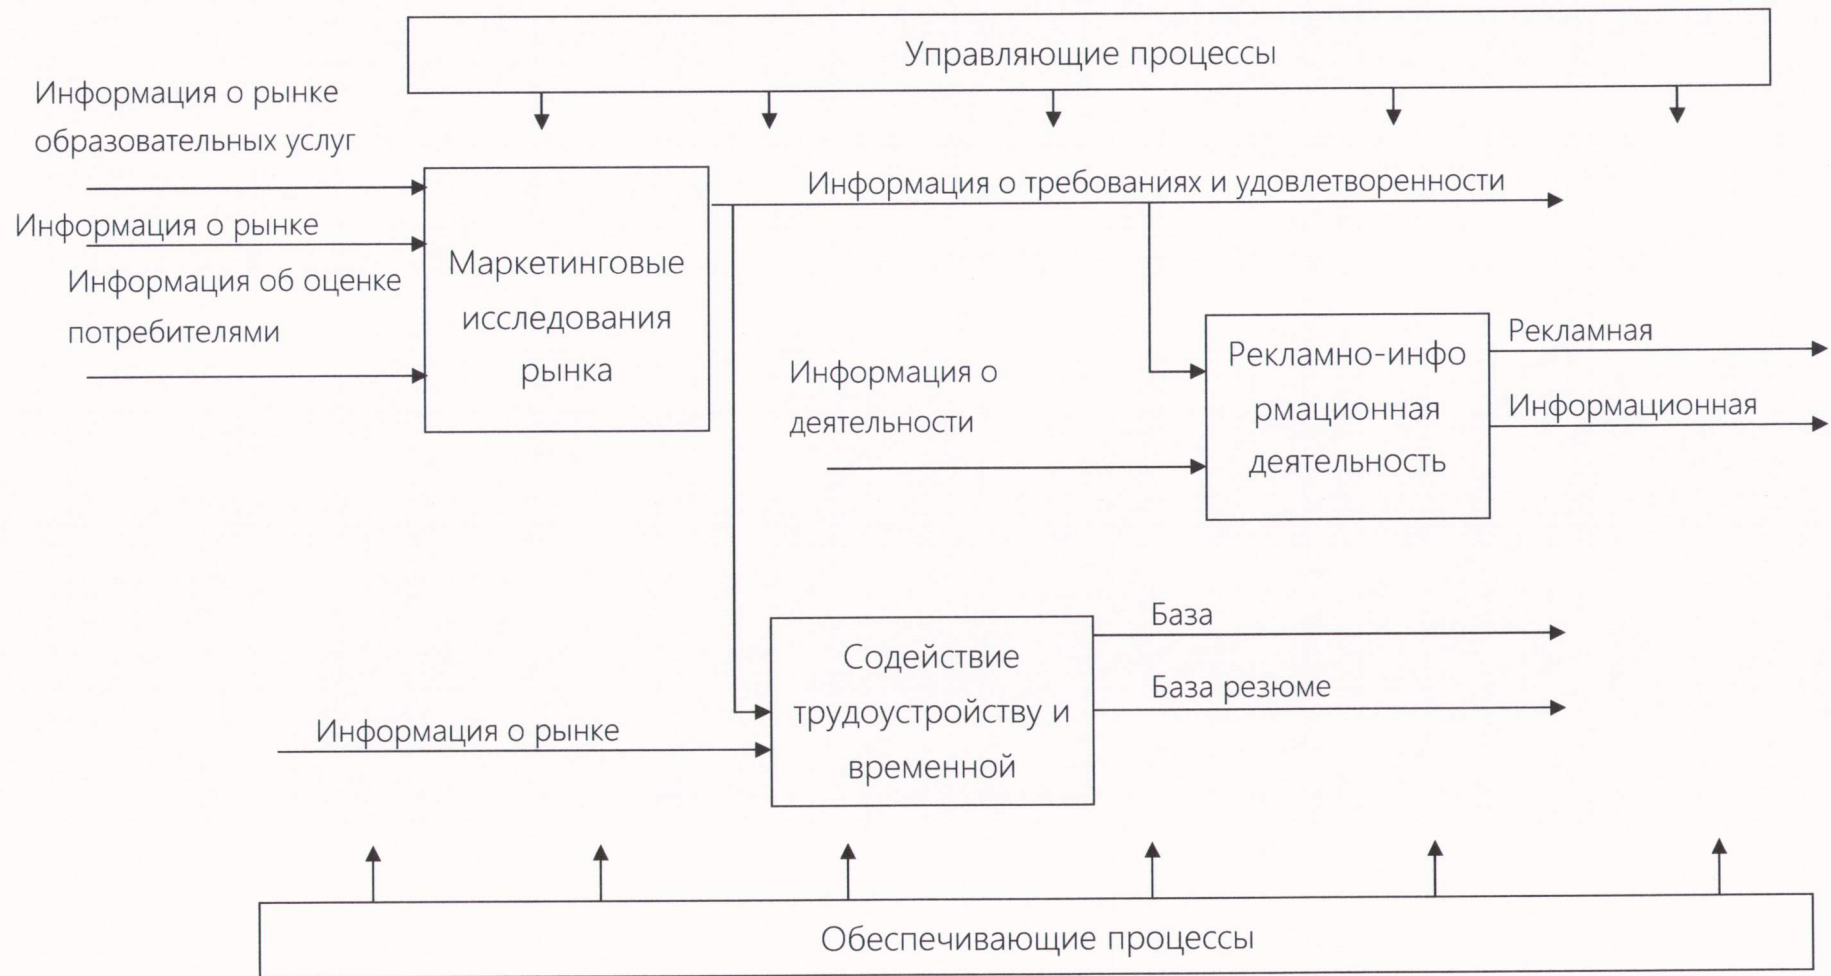 Управляющие процессы
Информация о рынке
образовательных услуг
Информация о рынке
Информация об оценке
потребителями
Маркетинговые
исследования
рынка
Информация о требованиях и удовлетворенности
Информация о
деятельности
Рекламно-инфо
рмационная
деятельность
Рекламная
Информационная
Информация о рынке
Содействие
трудоустройству и
временной
База
База резюме
Обеспечивающие процессы